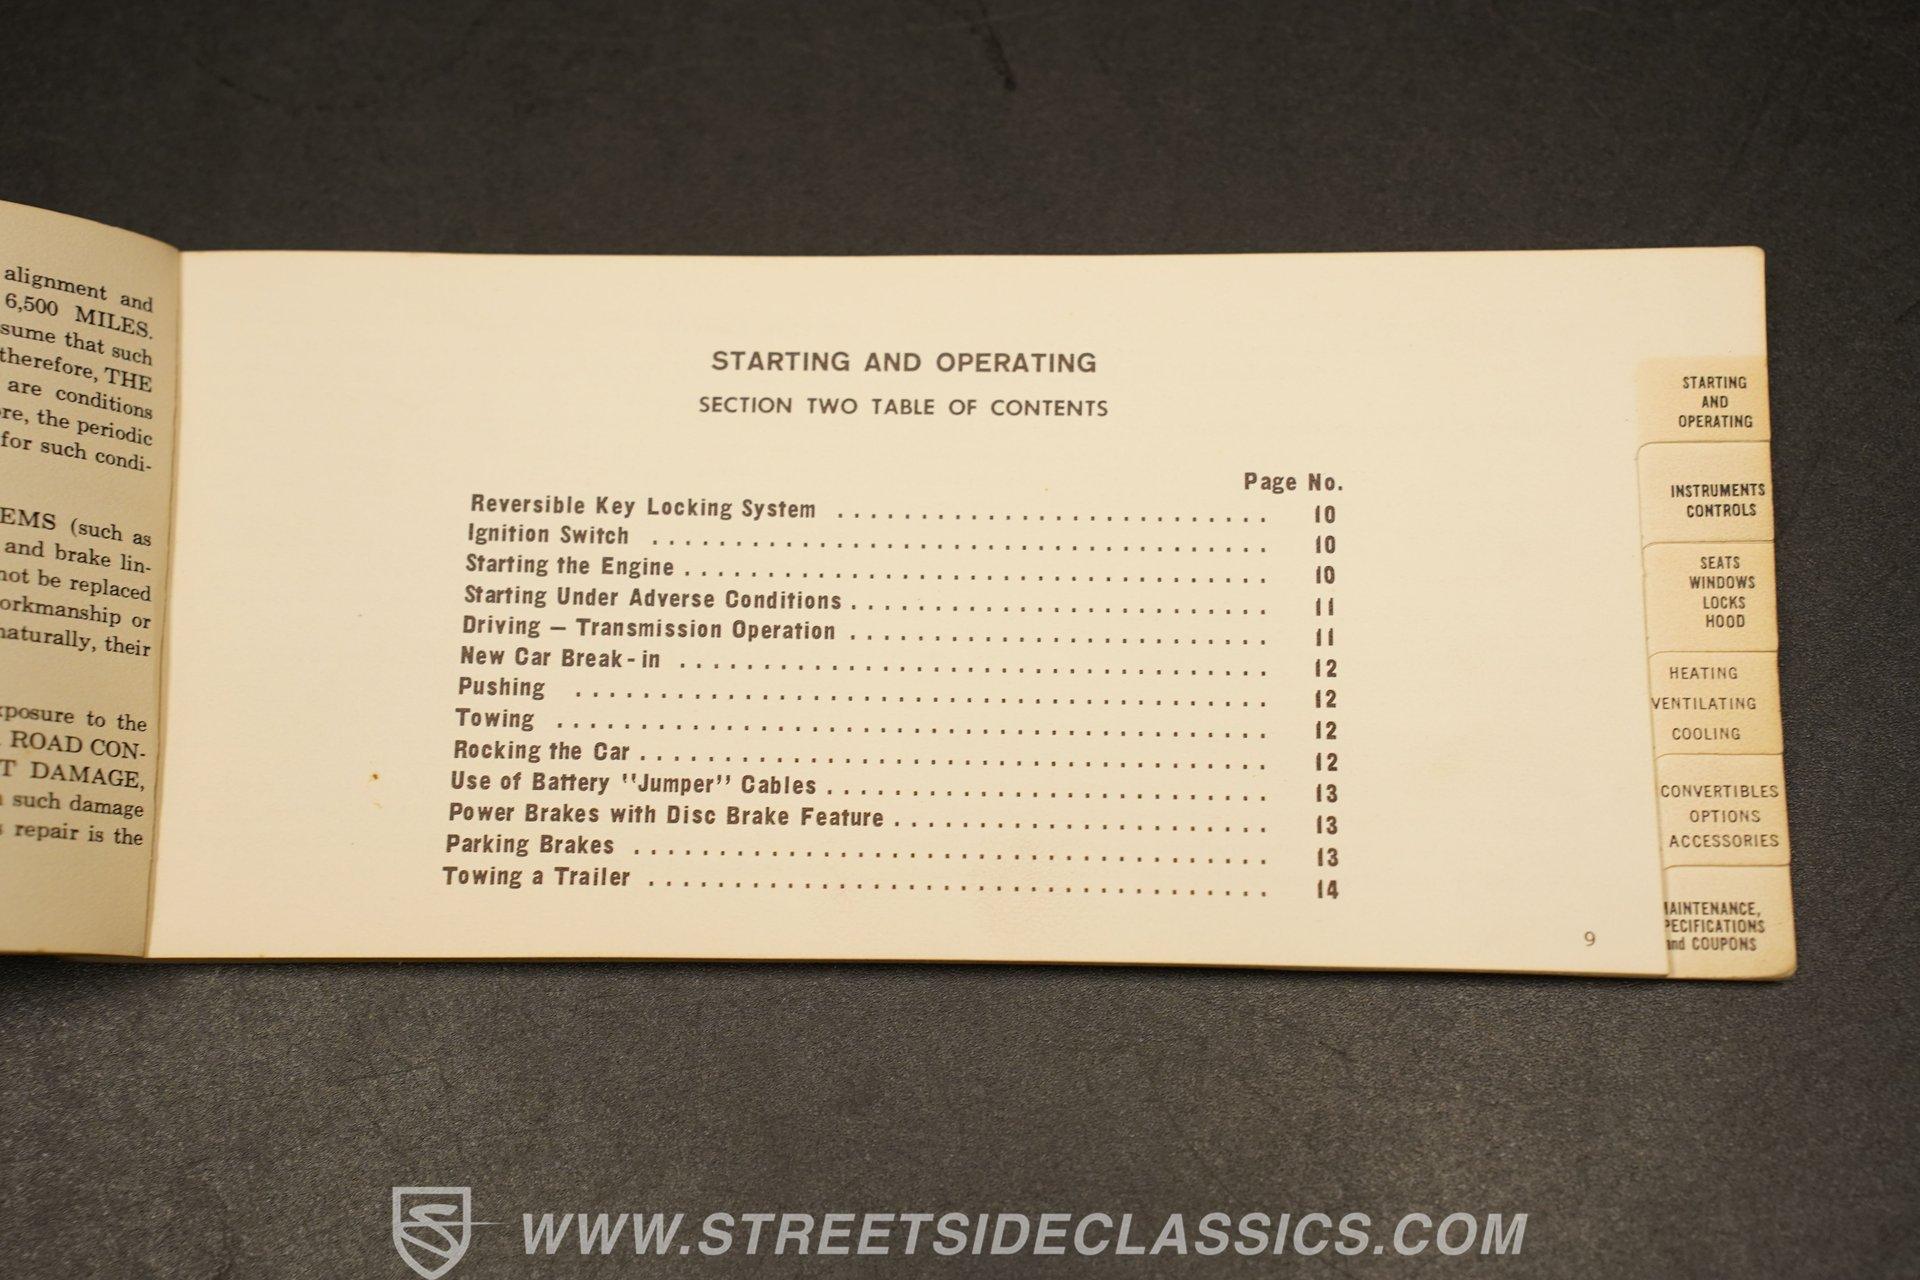 alignment and
6,500 MILES.
sume that such
therefore, THE
are conditions
re, the periodic
for such condi-
EMS (such as
and brake lin-
not be replaced
orkmanship or
naturally, their
xposure to the
ROAD CON-
T DAMAGE,
such damage
repair is the
STARTING AND OPERATING
SECTION TWO TABLE OF CONTENTS
Page No.
Reversible Key Locking System . . . . . . . . . . . . . . . . . . . . . . . . . . 10
Ignition Switch . . . . . . . . . . . . . . . . . . . . . . . . . . . . . . . . . . . . . 10
Starting the Engine . . . . . . . . . . . . . . . . . . . . . . . . . . . . . . . . . . . 10
Starting Under Adverse Conditions . . . . . . . . . . . . . . . . . . . . . . . . . 11
Driving – Transmission Operation . . . . . . . . . . . . . . . . . . . . . . . . . 11
New Car Break-in . . . . . . . . . . . . . . . . . . . . . . . . . . . . . . . . . . . 12
Pushing . . . . . . . . . . . . . . . . . . . . . . . . . . . . . . . . . . . . . . . . . 12
Towing . . . . . . . . . . . . . . . . . . . . . . . . . . . . . . . . . . . . . . . . . . 12
Rocking the Car . . . . . . . . . . . . . . . . . . . . . . . . . . . . . . . . . . . . . 12
Use of Battery "Jumper" Cables . . . . . . . . . . . . . . . . . . . . . . . . . . 13
Power Brakes with Disc Brake Feature . . . . . . . . . . . . . . . . . . . . . . 13
Parking Brakes . . . . . . . . . . . . . . . . . . . . . . . . . . . . . . . . . . . . . 13
Towing a Trailer . . . . . . . . . . . . . . . . . . . . . . . . . . . . . . . . . . . . 14
9
STARTING
AND
OPERATING
INSTRUMENTS
CONTROLS
SEATS
WINDOWS
LOCKS
HOOD
HEATING
VENTILATING
COOLING
CONVERTIBLES
OPTIONS
ACCESSORIES
AINTENANCE,
PECIFICATIONS
and COUPONS
WWW.STREETSIDECLASSICS.COM